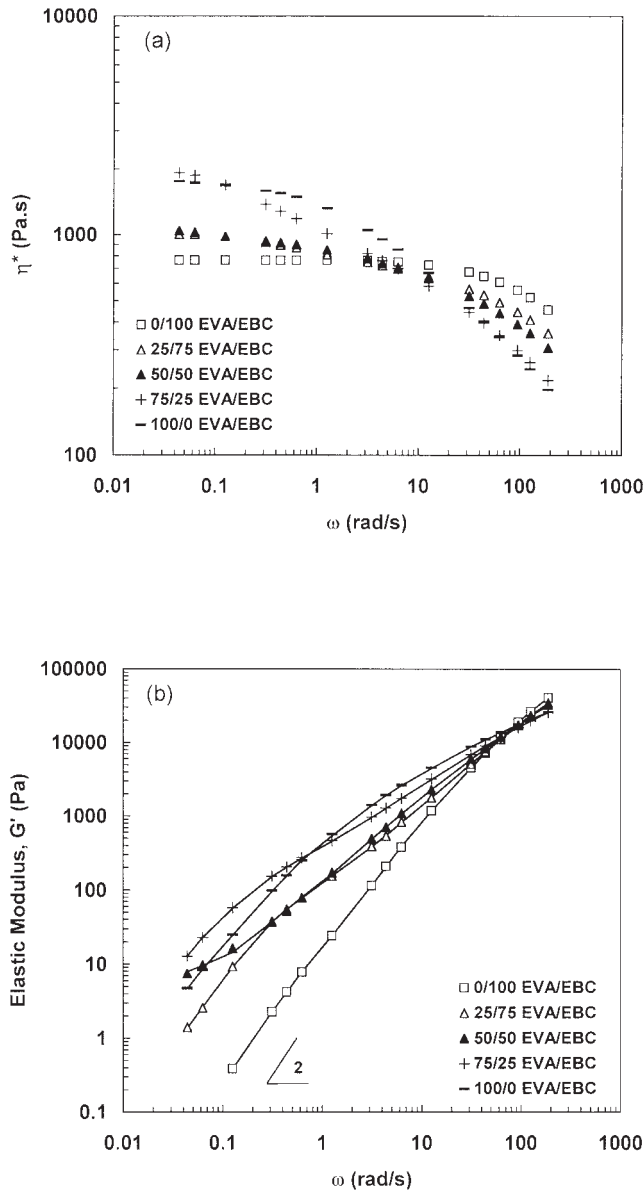 (a)
10000
1000
100
η* (Pa.s)
0/100 EVA/EBC
25/75 EVA/EBC
50/50 EVA/EBC
75/25 EVA/EBC
100/0 EVA/EBC
0.01 0.1 1 10 100 1000
ω (rad/s)
(b)
100000
10000
1000
100
10
1
0.1
Elastic Modulus, G' (Pa)
2
0/100 EVA/EBC
25/75 EVA/EBC
50/50 EVA/EBC
75/25 EVA/EBC
100/0 EVA/EBC
0.01 0.1 1 10 100 1000
ω (rad/s)